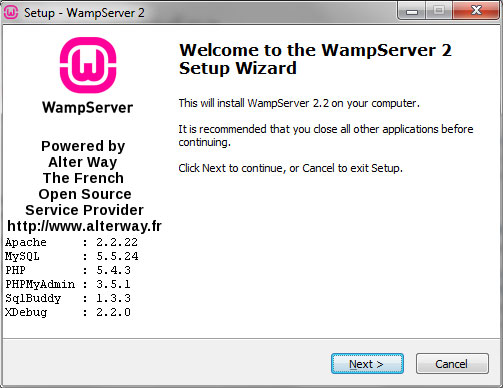 Setup - WampServer 2
WampServer
Powered by
Alter Way
The French
Open Source
Service Provider
http://www.alterway.fr
Apache : 2.2.22
MySQL : 5.5.24
PHP : 5.4.3
PHPMyAdmin : 3.5.1
SqlBuddy : 1.3.3
XDebug : 2.2.0
Welcome to the WampServer 2
Setup Wizard
This will install WampServer 2.2 on your computer.
It is recommended that you close all other applications before
continuing.
Click Next to continue, or Cancel to exit Setup.
Next >
Cancel